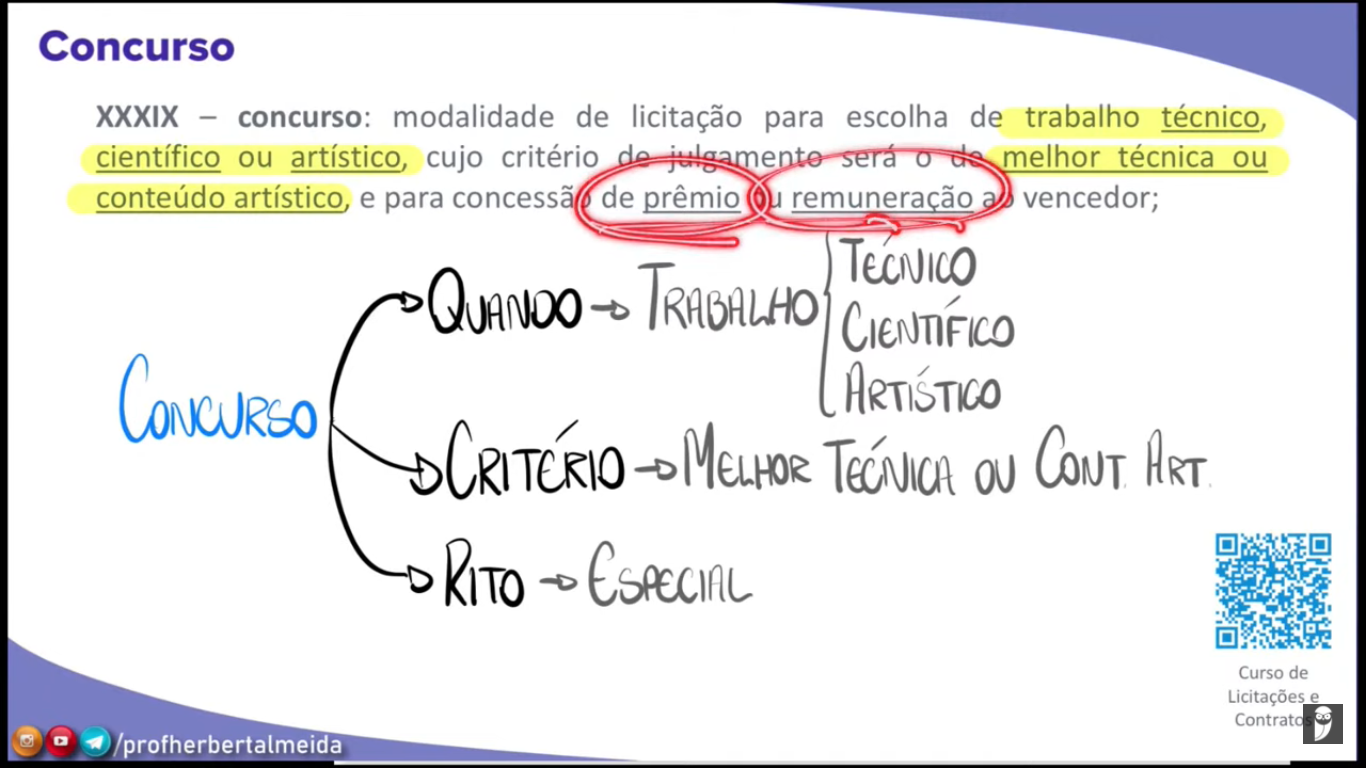 Concurso
XXXIX – concurso: modalidade de licitação para escolha de trabalho técnico,
científico ou artístico, cujo critério de julgamento será o de melhor técnica ou
conteúdo artístico, e para concessão de prêmio ou remuneração ao vencedor;
TÉCNICO
QUANDO → TRABALHO
CIENTÍFICO
ARTÍSTICO
CONCURSO
CRITÉRIO → MELHOR TÉCNICA OU CONT. ART.
RITO → ESPECIAL
Curso de
Licitações e
Contratos
/profherbertalmeida